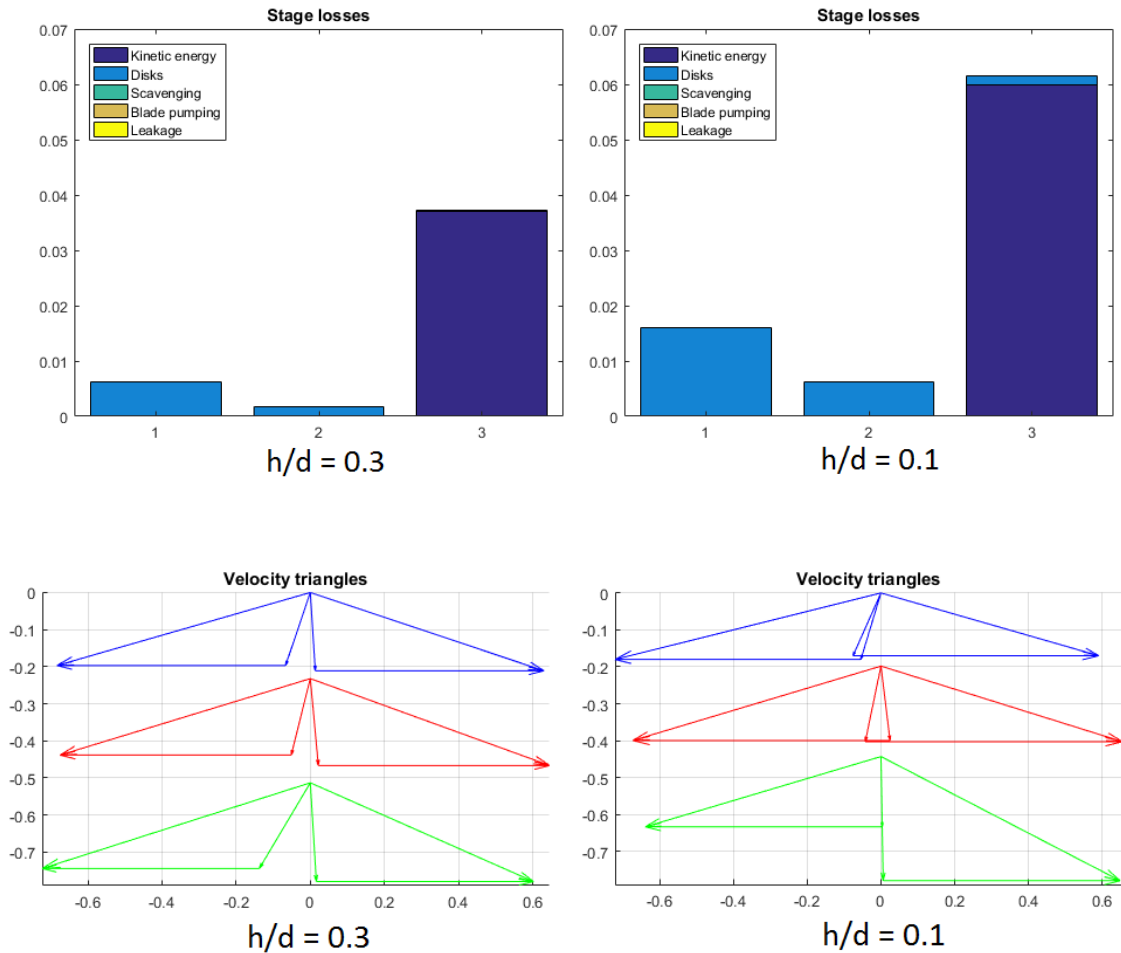 Stage losses
0.07
0.06
0.05
0.04
0.03
0.02
0.01
0
Kinetic energy
Disks
Scavenging
Blade pumping
Leakage
1 2 3
h/d = 0.3
Stage losses
0.07
0.06
0.05
0.04
0.03
0.02
0.01
0
Kinetic energy
Disks
Scavenging
Blade pumping
Leakage
1 2 3
h/d = 0.1
Velocity triangles
0
-0.1
-0.2
-0.3
-0.4
-0.5
-0.6
-0.7
-0.6 -0.4 -0.2 0 0.2 0.4 0.6
h/d = 0.3
Velocity triangles
0
-0.1
-0.2
-0.3
-0.4
-0.5
-0.6
-0.7
-0.6 -0.4 -0.2 0 0.2 0.4 0.6
h/d = 0.1